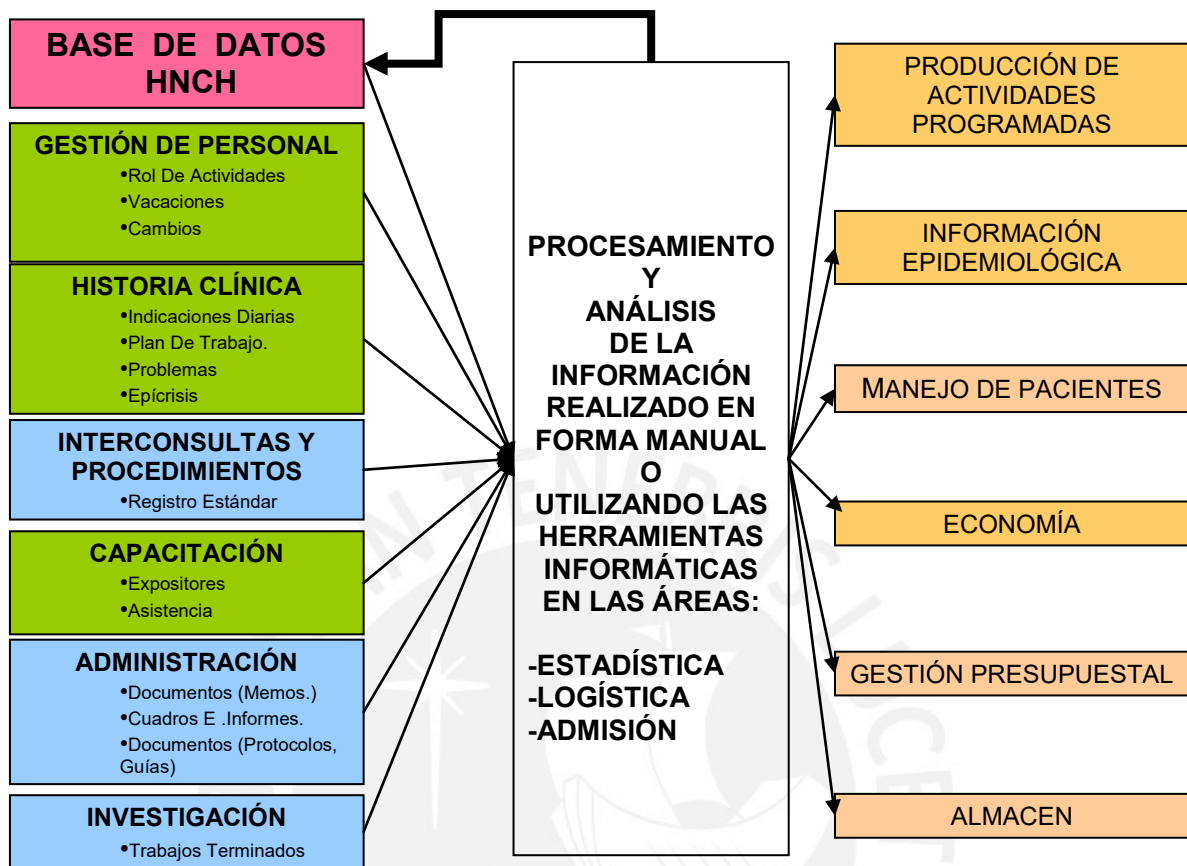 BASE DE DATOS
HNCH
GESTIÓN DE PERSONAL
•Rol De Actividades
•Vacaciones
•Cambios
HISTORIA CLÍNICA
•Indicaciones Diarias
•Plan De Trabajo.
•Problemas
•Epícrisis
INTERCONSULTAS Y
PROCEDIMIENTOS
•Registro Estándar
CAPACITACIÓN
•Expositores
•Asistencia
ADMINISTRACIÓN
•Documentos (Memos.)
•Cuadros E .Informes.
•Documentos (Protocolos,
Guías)
INVESTIGACIÓN
•Trabajos Terminados
PROCESAMIENTO
Y
ANÁLISIS
DE LA
INFORMACIÓN
REALIZADO EN
FORMA MANUAL
O
UTILIZANDO LAS
HERRAMIENTAS
INFORMÁTICAS
EN LAS ÁREAS:
-ESTADÍSTICA
-LOGÍSTICA
-ADMISIÓN
PRODUCCIÓN DE
ACTIVIDADES
PROGRAMADAS
INFORMACIÓN
EPIDEMIOLÓGICA
MANEJO DE PACIENTES
ECONOMÍA
GESTIÓN PRESUPUESTAL
ALMACEN